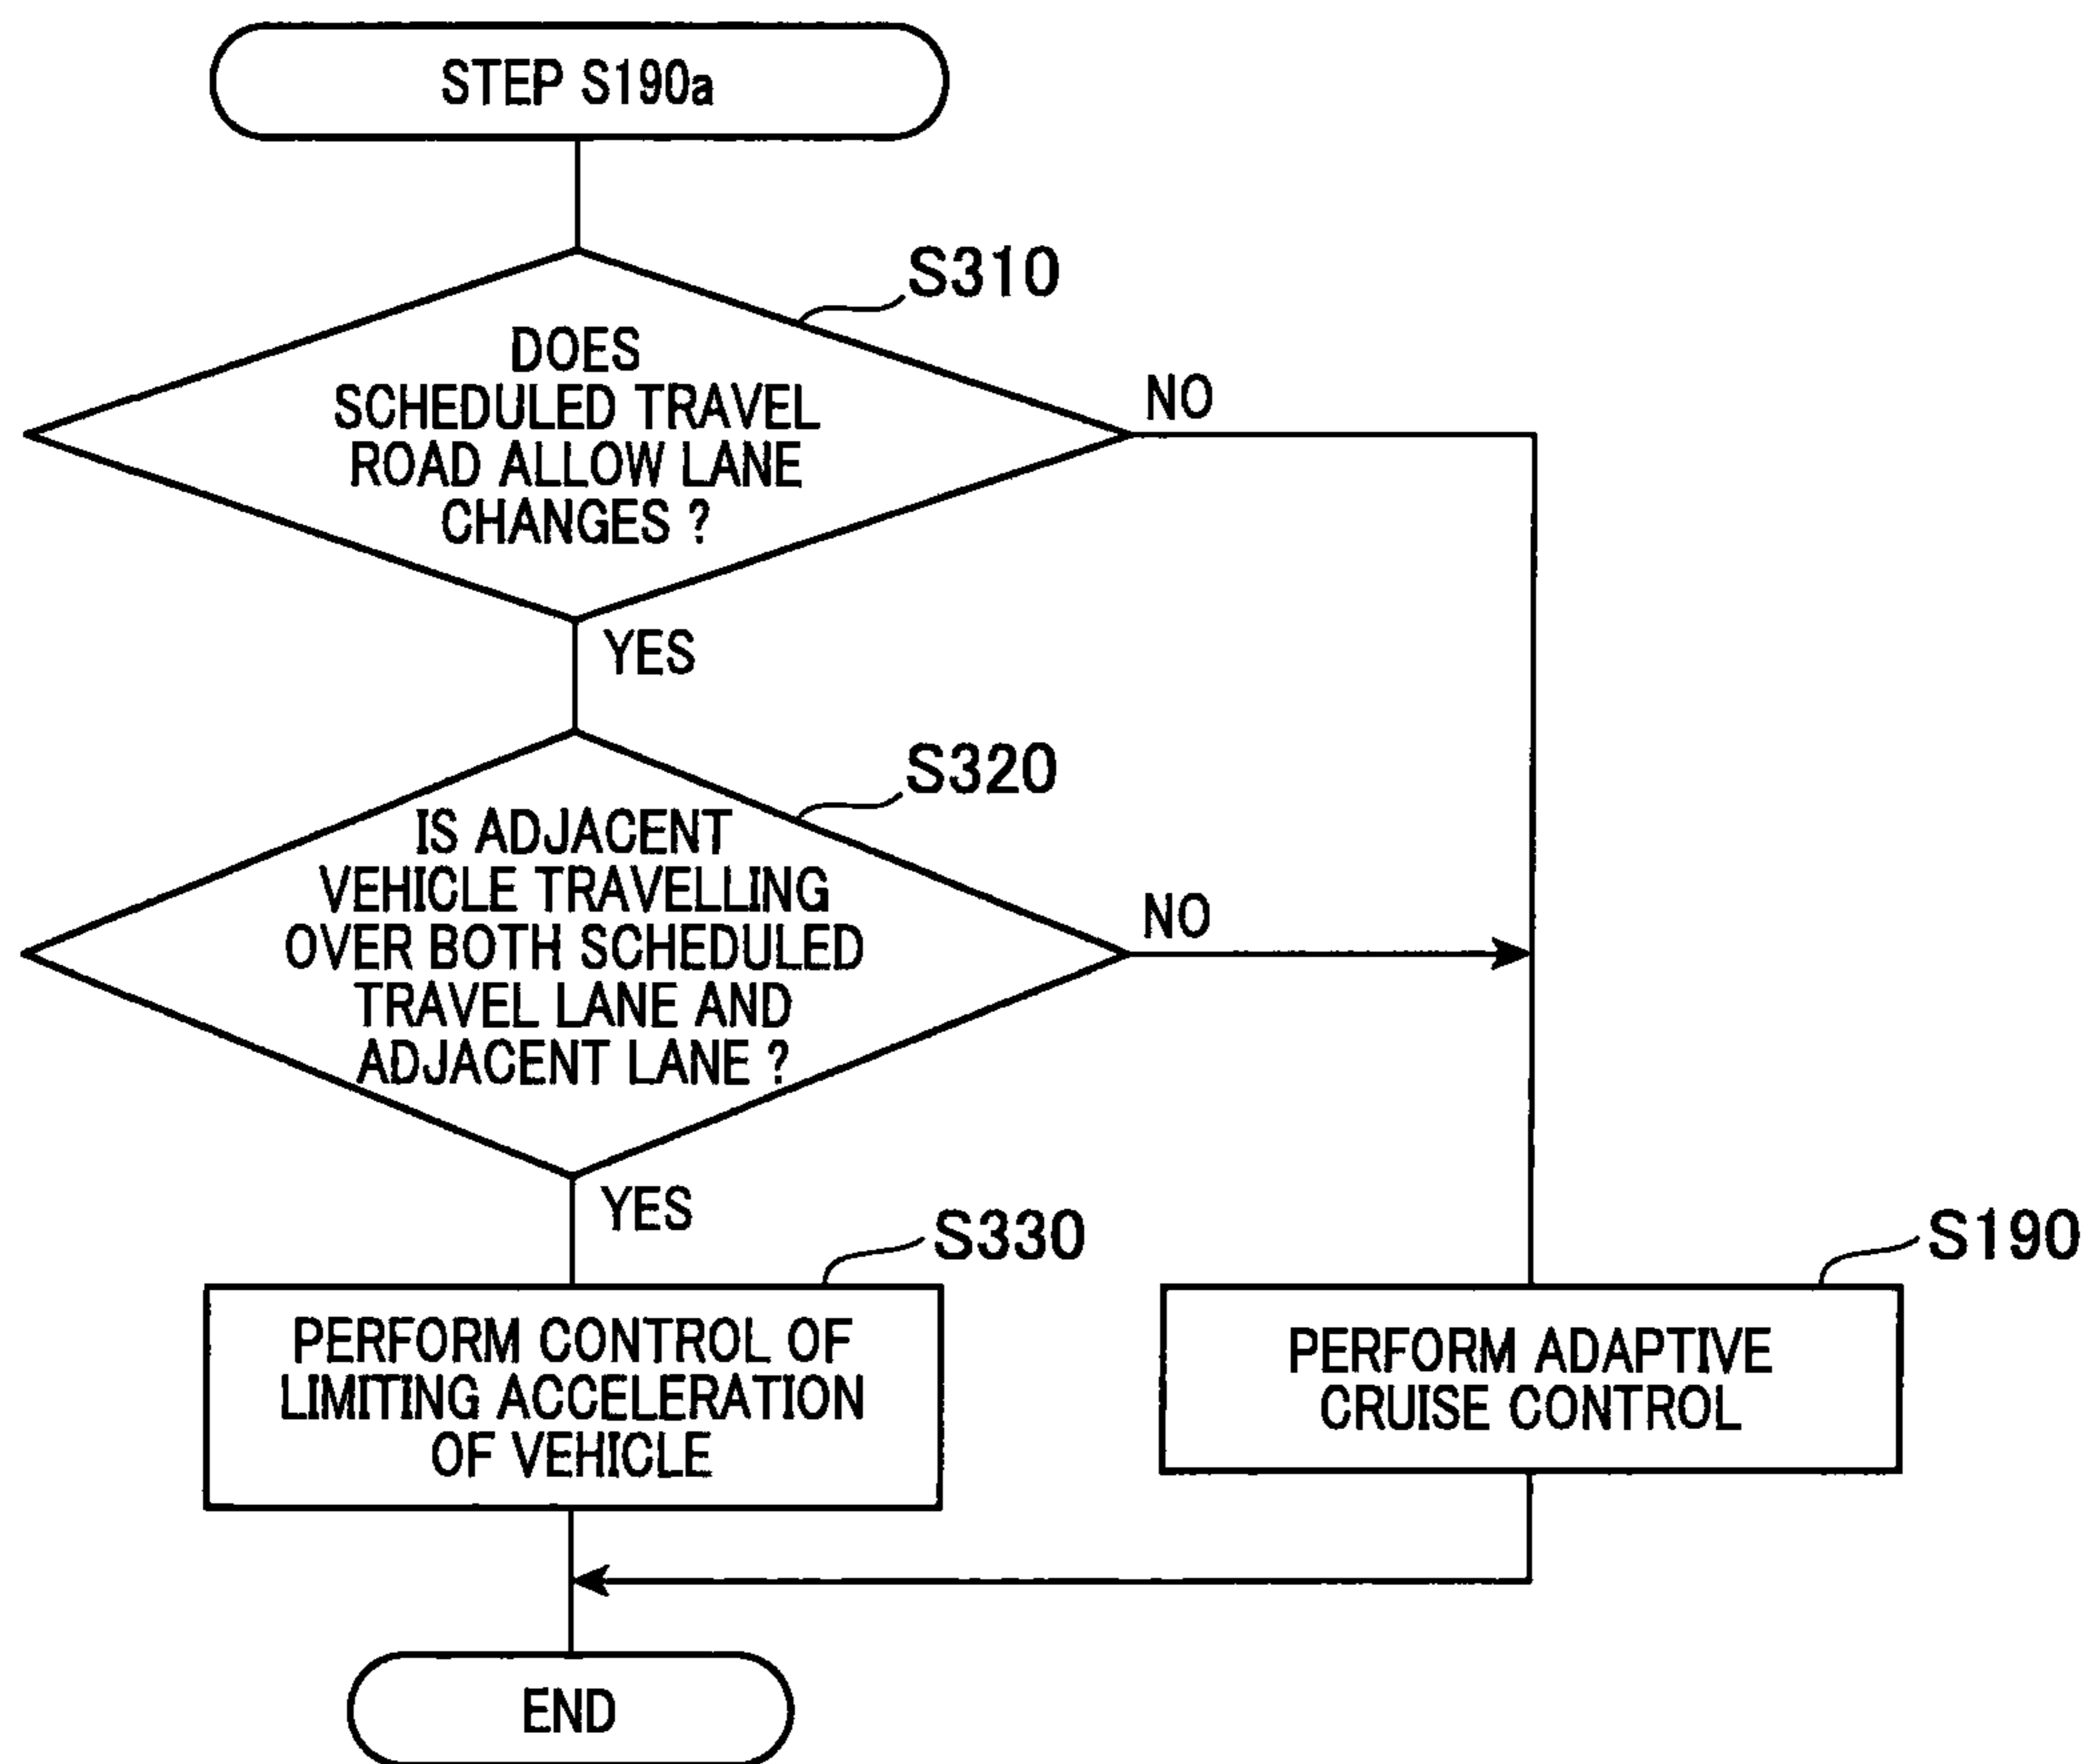 STEP S190a
S310
DOES
SCHEDULED TRAVEL
ROAD ALLOW LANE
CHANGES ?
NO
YES
S320
IS ADJACENT
VEHICLE TRAVELLING
OVER BOTH SCHEDULED
TRAVEL LANE AND
ADJACENT LANE ?
NO
YES
S330
PERFORM CONTROL OF
LIMITING ACCELERATION
OF VEHICLE
S190
PERFORM ADAPTIVE
CRUISE CONTROL
END